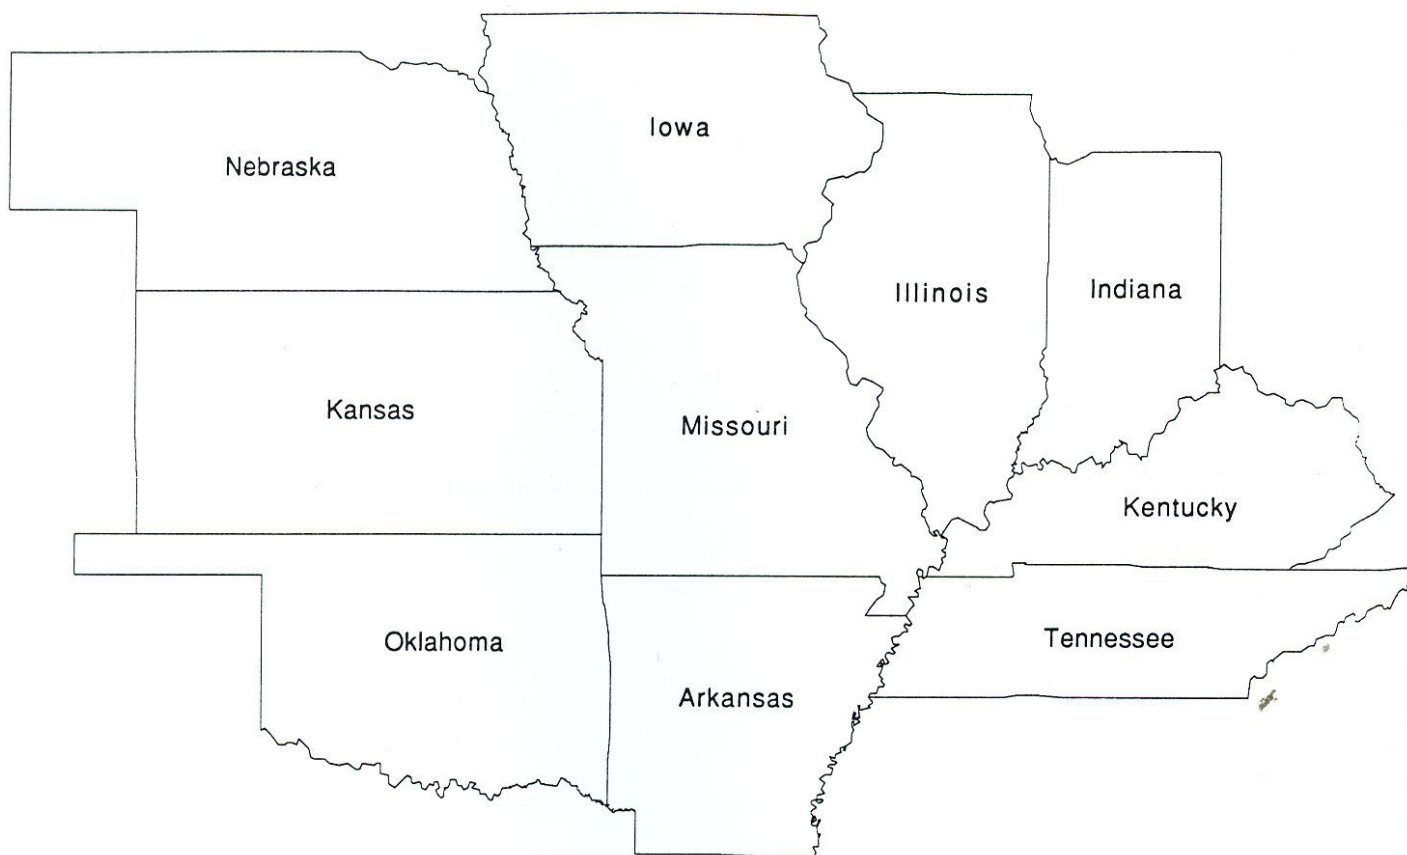 Iowa
Nebraska
Illinois
Indiana
Kansas
Missouri
Kentucky
Oklahoma
Tennessee
Arkansas